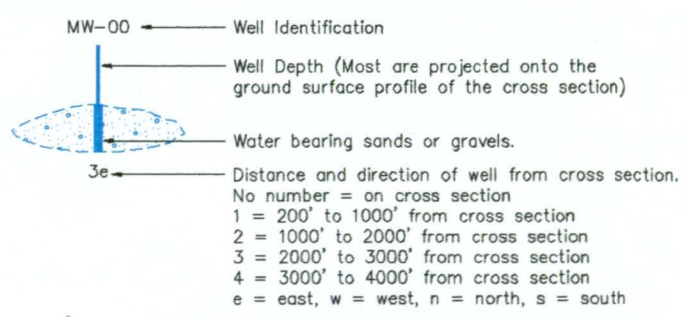 MW-00 Well Identification
Well Depth (Most are projected onto the
ground surface profile of the cross section)
Water bearing sands or gravels.
3e Distance and direction of well from cross section.
No number = on cross section
1 = 200' to 1000' from cross section
2 = 1000' to 2000' from cross section
3 = 2000' to 3000' from cross section
4 = 3000' to 4000' from cross section
e = east, w = west, n = north, s = south